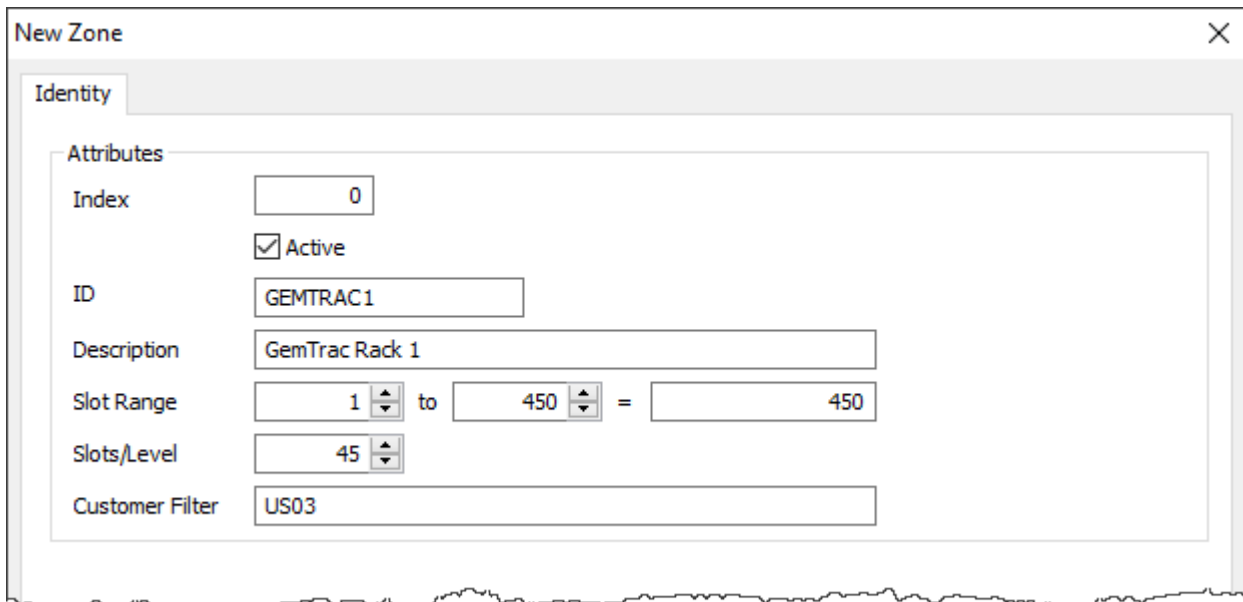 New Zone
Identity
Attributes
Index 0
Active
ID GEMTRAC1
Description GemTrac Rack 1
Slot Range 1 to 450 = 450
Slots/Level 45
Customer Filter US03